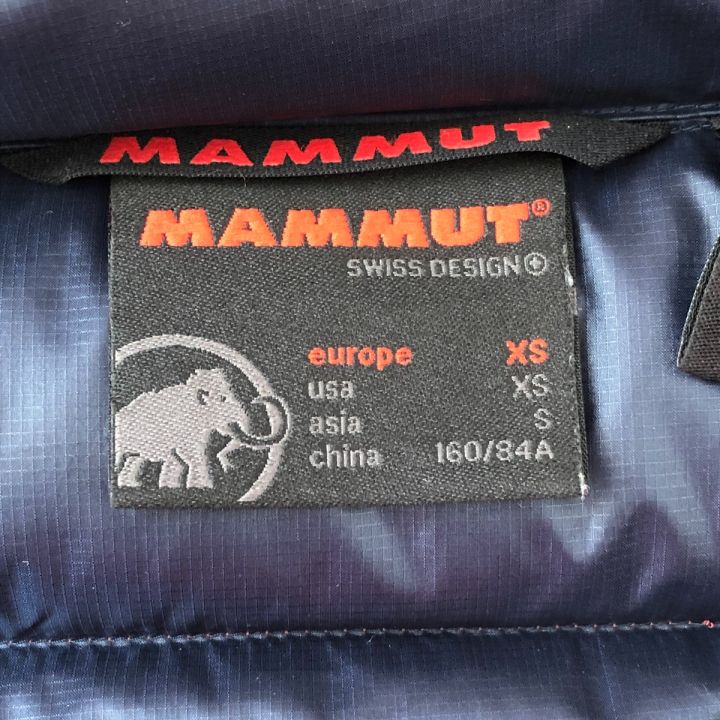 MAMMUT
MAMMUT®
SWISS DESIGN
europe XS
usa XS
asia S
china 160/84A